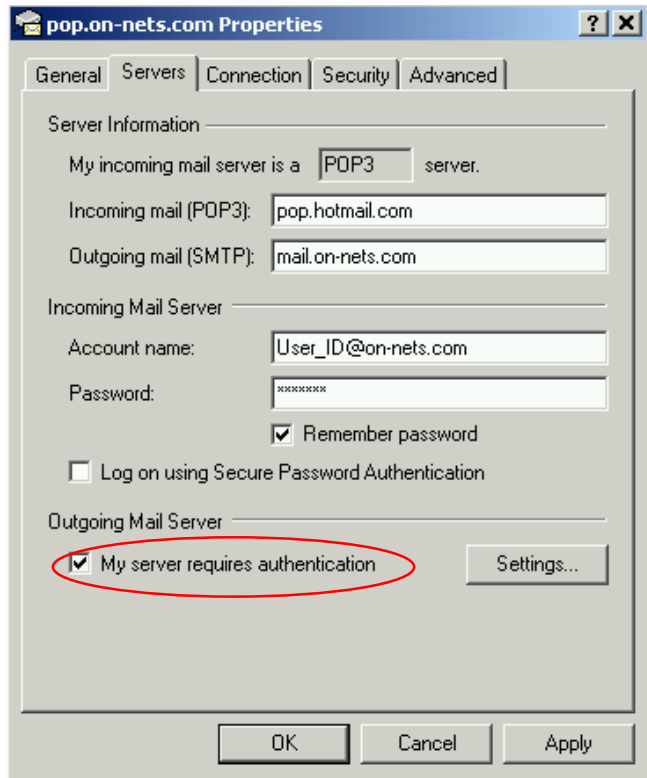 pop.on-nets.com Properties
General Servers Connection Security Advanced
Server Information
My incoming mail server is a POP3 server.
Incoming mail (POP3): pop.hotmail.com
Outgoing mail (SMTP): mail.on-nets.com
Incoming Mail Server
Account name: User_ID@on-nets.com
Password: *******
Remember password
Log on using Secure Password Authentication
Outgoing Mail Server
My server requires authentication Settings...
OK Cancel Apply